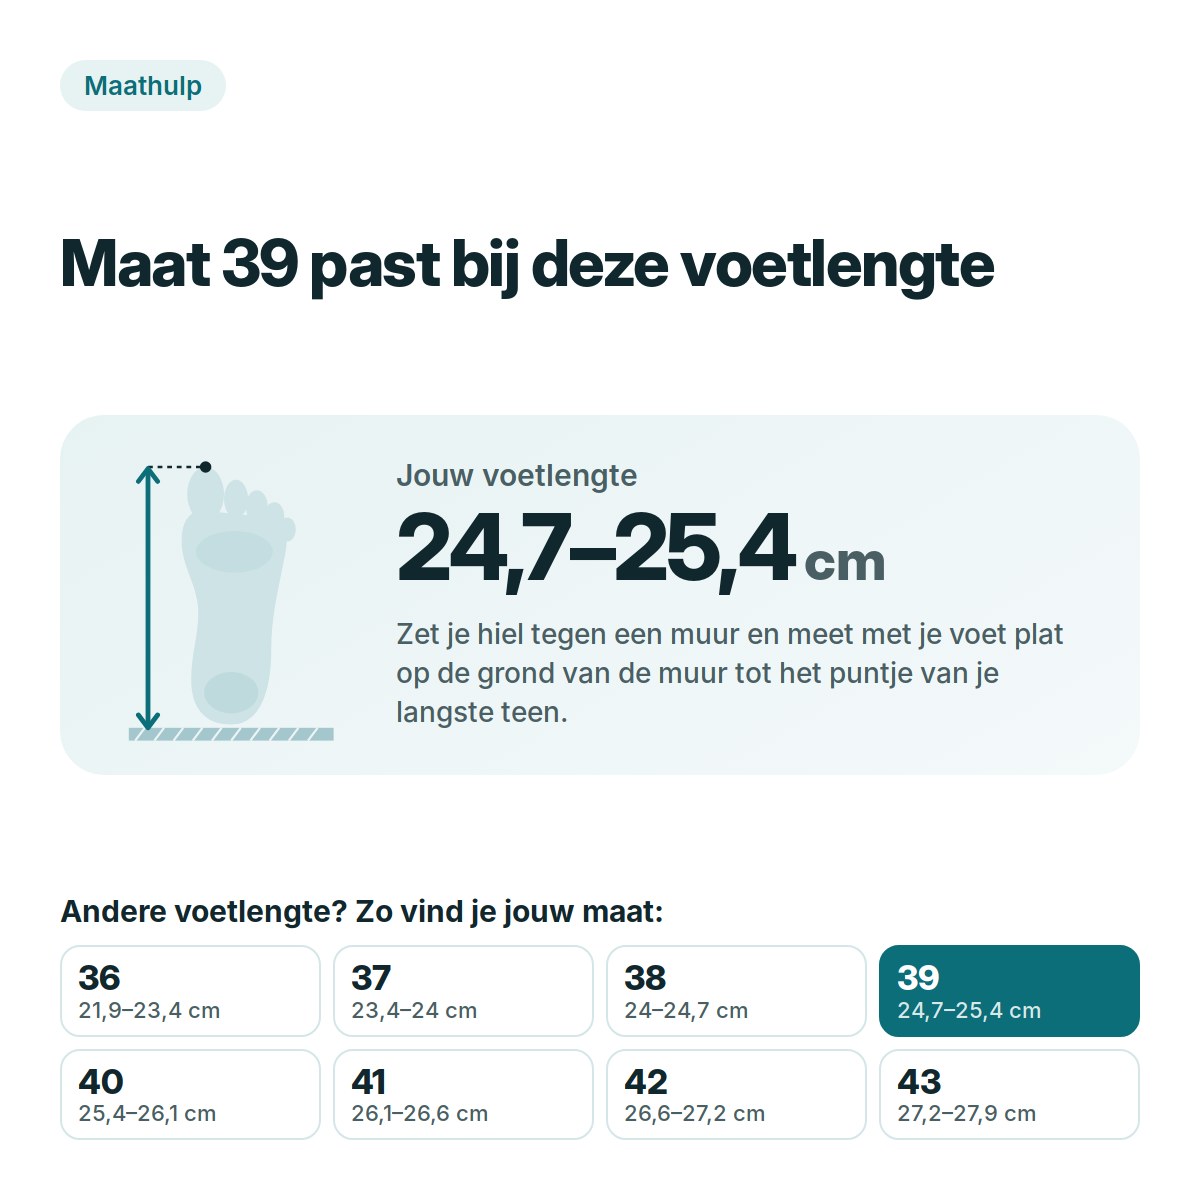 Maathulp
Maat 39 past bij deze voetlengte
Jouw voetlengte
24,7–25,4 cm
Zet je hiel tegen een muur en meet met je voet plat
op de grond van de muur tot het puntje van je
langste teen.
Andere voetlengte? Zo vind je jouw maat:
36
21,9–23,4 cm
37
23,4–24 cm
38
24–24,7 cm
39
24,7–25,4 cm
40
25,4–26,1 cm
41
26,1–26,6 cm
42
26,6–27,2 cm
43
27,2–27,9 cm